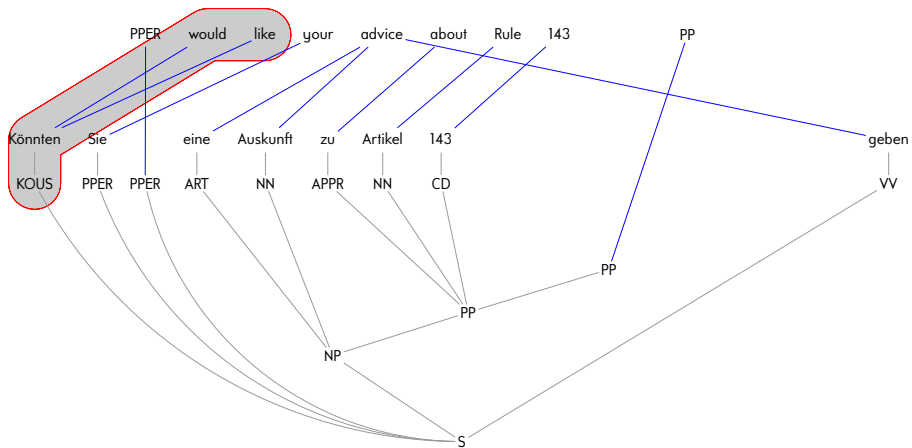 PPER would like your advice about Rule 143 PP
Könnten Sie eine Auskunft zu Artikel 143 geben
KOUS PPER PPER ART NN APPR NN CD VV
PP
PP
NP
S